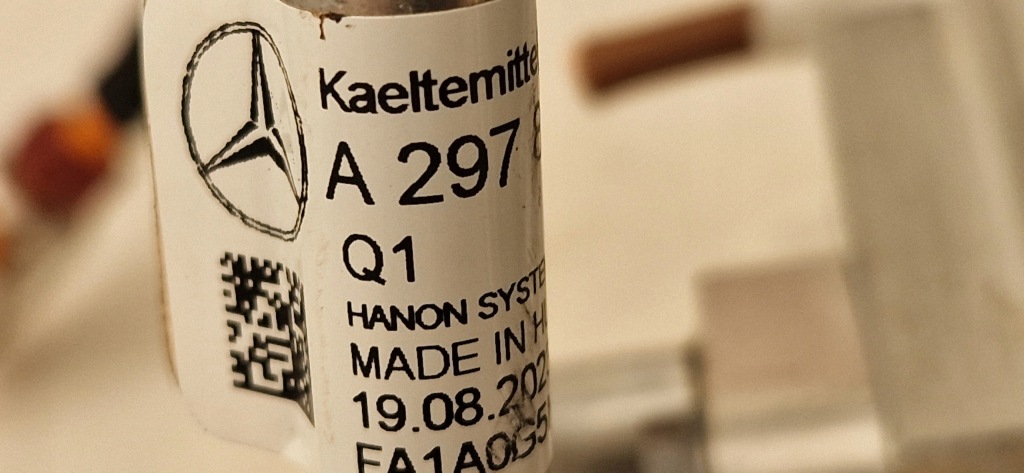 Kaeltemitte
A 297
Q1
HANON SYSTE
MADE IN H
19.08.202
FA1A0G5